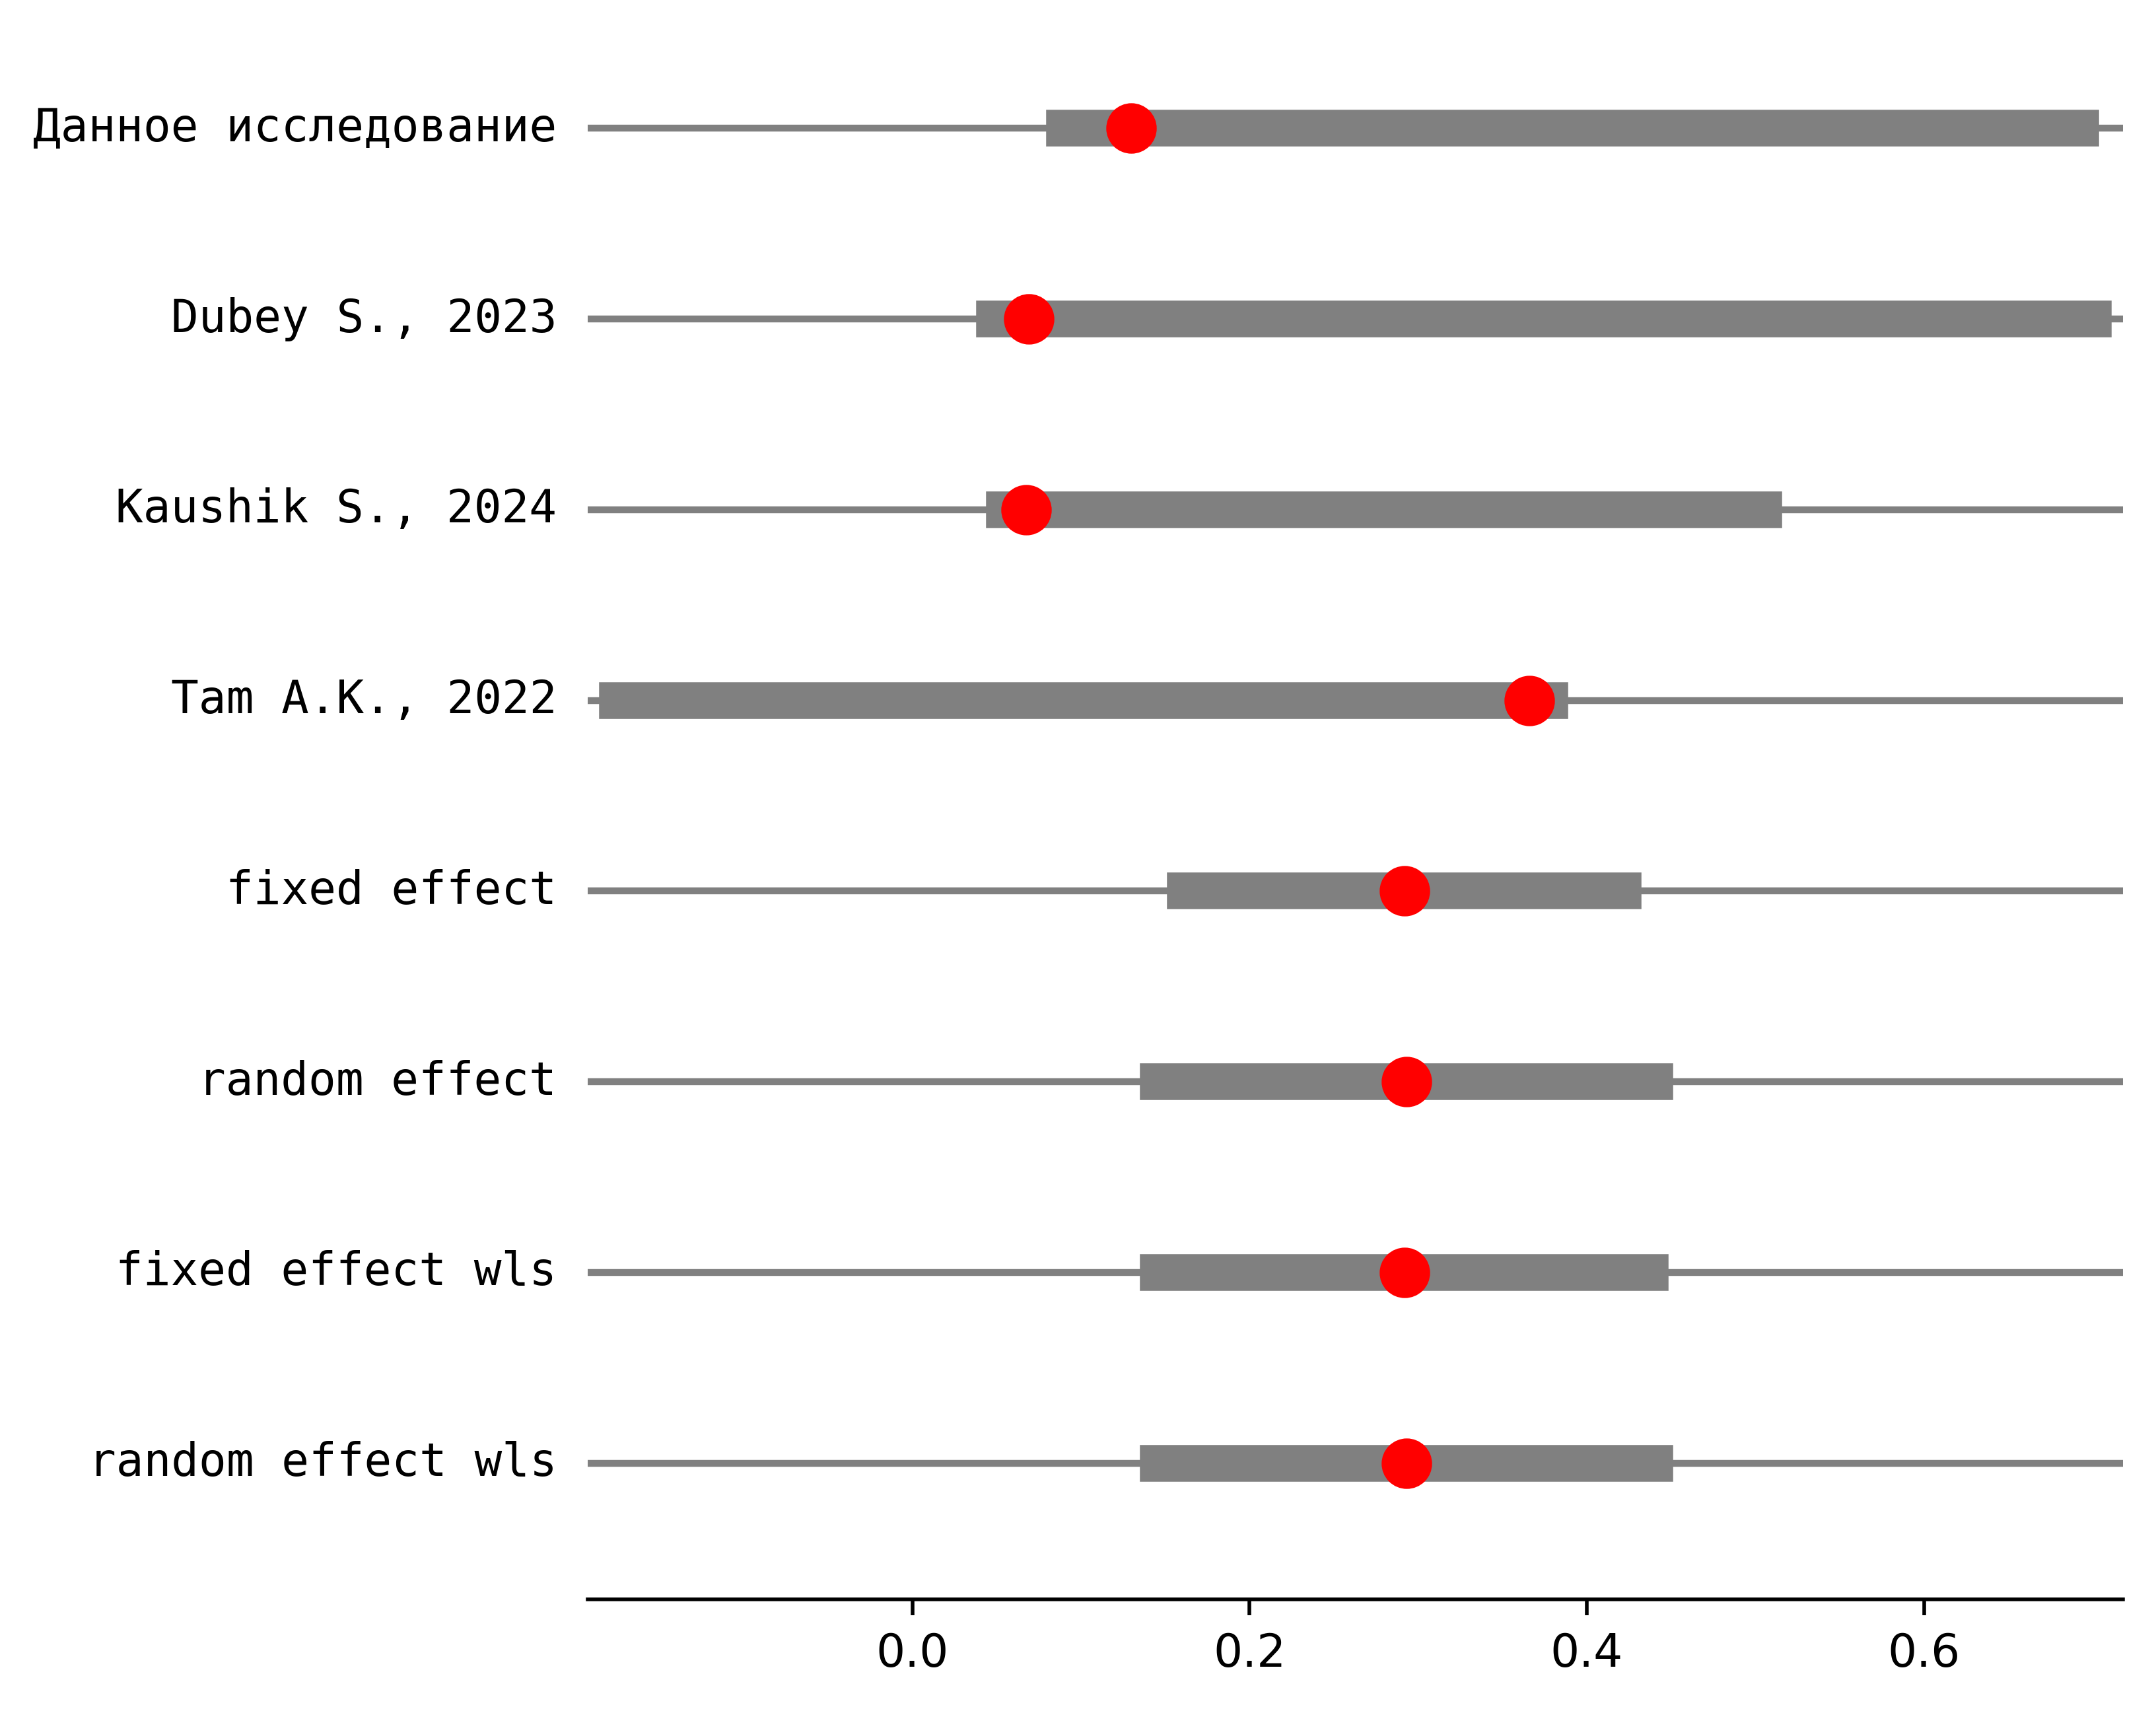 Данное исследование
Dubey S., 2023
Kaushik S., 2024
Tam A.K., 2022
fixed effect
random effect
fixed effect wls
random effect wls
0.0 0.2 0.4 0.6